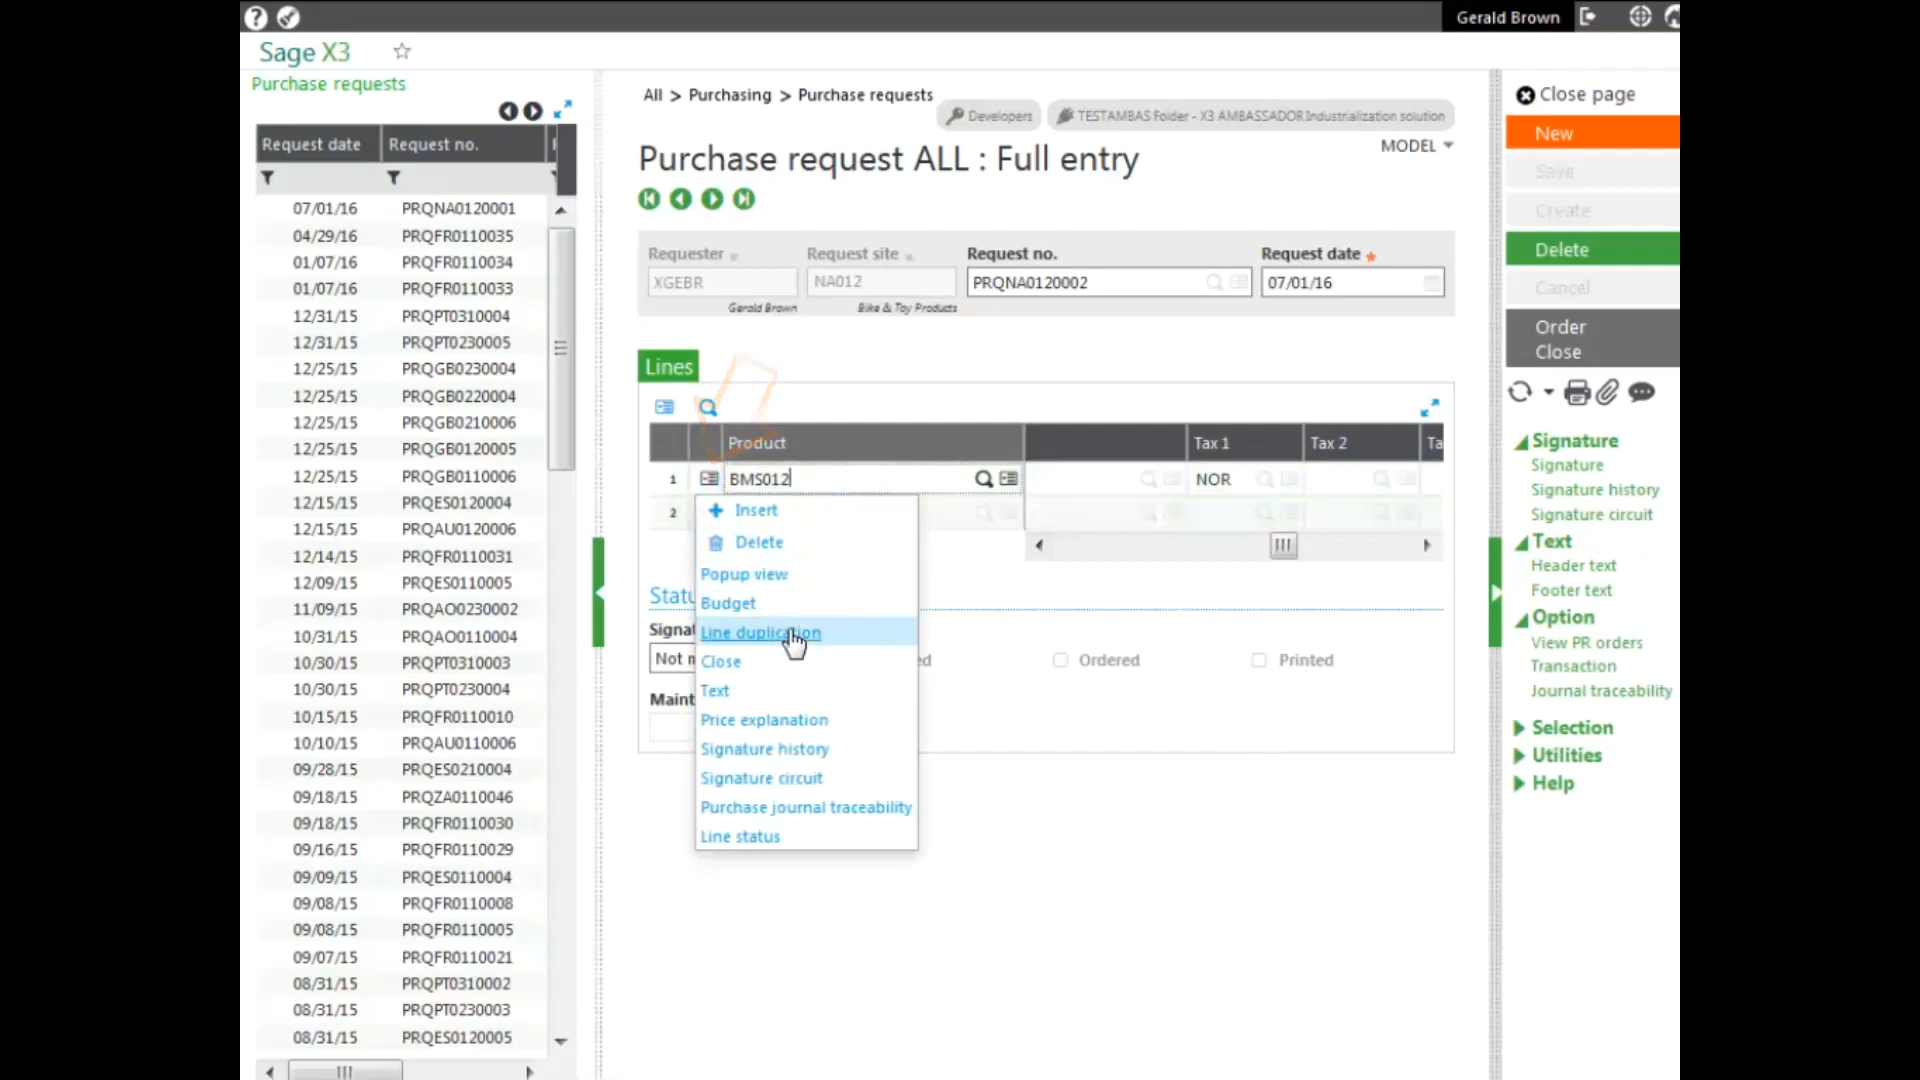 Gerald Brown
Sage X3
Purchase requests
Request date Request no.
07/01/16 PRQNA0120001
04/29/16 PRQFR0110035
01/07/16 PRQFR0110034
01/07/16 PRQFR0110033
12/31/15 PRQPT0310004
12/31/15 PRQPT0230005
12/25/15 PRQGB0230004
12/25/15 PRQGB0220004
12/25/15 PRQGB0210006
12/25/15 PRQGB0120005
12/25/15 PRQGB0110006
12/15/15 PRQES0120004
12/15/15 PRQAU0120006
12/14/15 PRQFR0110031
12/09/15 PRQES0110005
11/09/15 PRQAO0230002
10/31/15 PRQAO0110004
10/30/15 PRQPT0310003
10/30/15 PRQPT0230004
10/15/15 PRQFR0110010
10/10/15 PRQAU0110006
09/28/15 PRQES0210004
09/18/15 PRQZA0110046
09/18/15 PRQFR0110030
09/16/15 PRQFR0110029
09/09/15 PRQES0110004
09/08/15 PRQFR0110008
09/08/15 PRQFR0110005
09/07/15 PRQFR0110021
08/31/15 PRQPT0310002
08/31/15 PRQPT0230003
08/31/15 PRQES0120005
All > Purchasing > Purchase requests
Developers
TESTAMBAS Folder - X3 AMBASSADOR Industrialization solution
MODEL
Purchase request ALL : Full entry
Requester * Request site * Request no. Request date *
XGEBR NA012 PRQNA0120002 07/01/16
Gerald Brown Bike & Toy Products
Lines
Product Tax 1 Tax 2 Ta
1 BMS012 NOR
2
Insert
Delete
Popup view
Budget
Line duplication
Close
Text
Price explanation
Signature history
Signature circuit
Purchase journal traceability
Line status
Statu
Signat
Not n
ed Ordered Printed
Maint
Close page
New
Save
Create
Delete
Cancel
Order
Close
Signature
Signature
Signature history
Signature circuit
Text
Header text
Footer text
Option
View PR orders
Transaction
Journal traceability
Selection
Utilities
Help